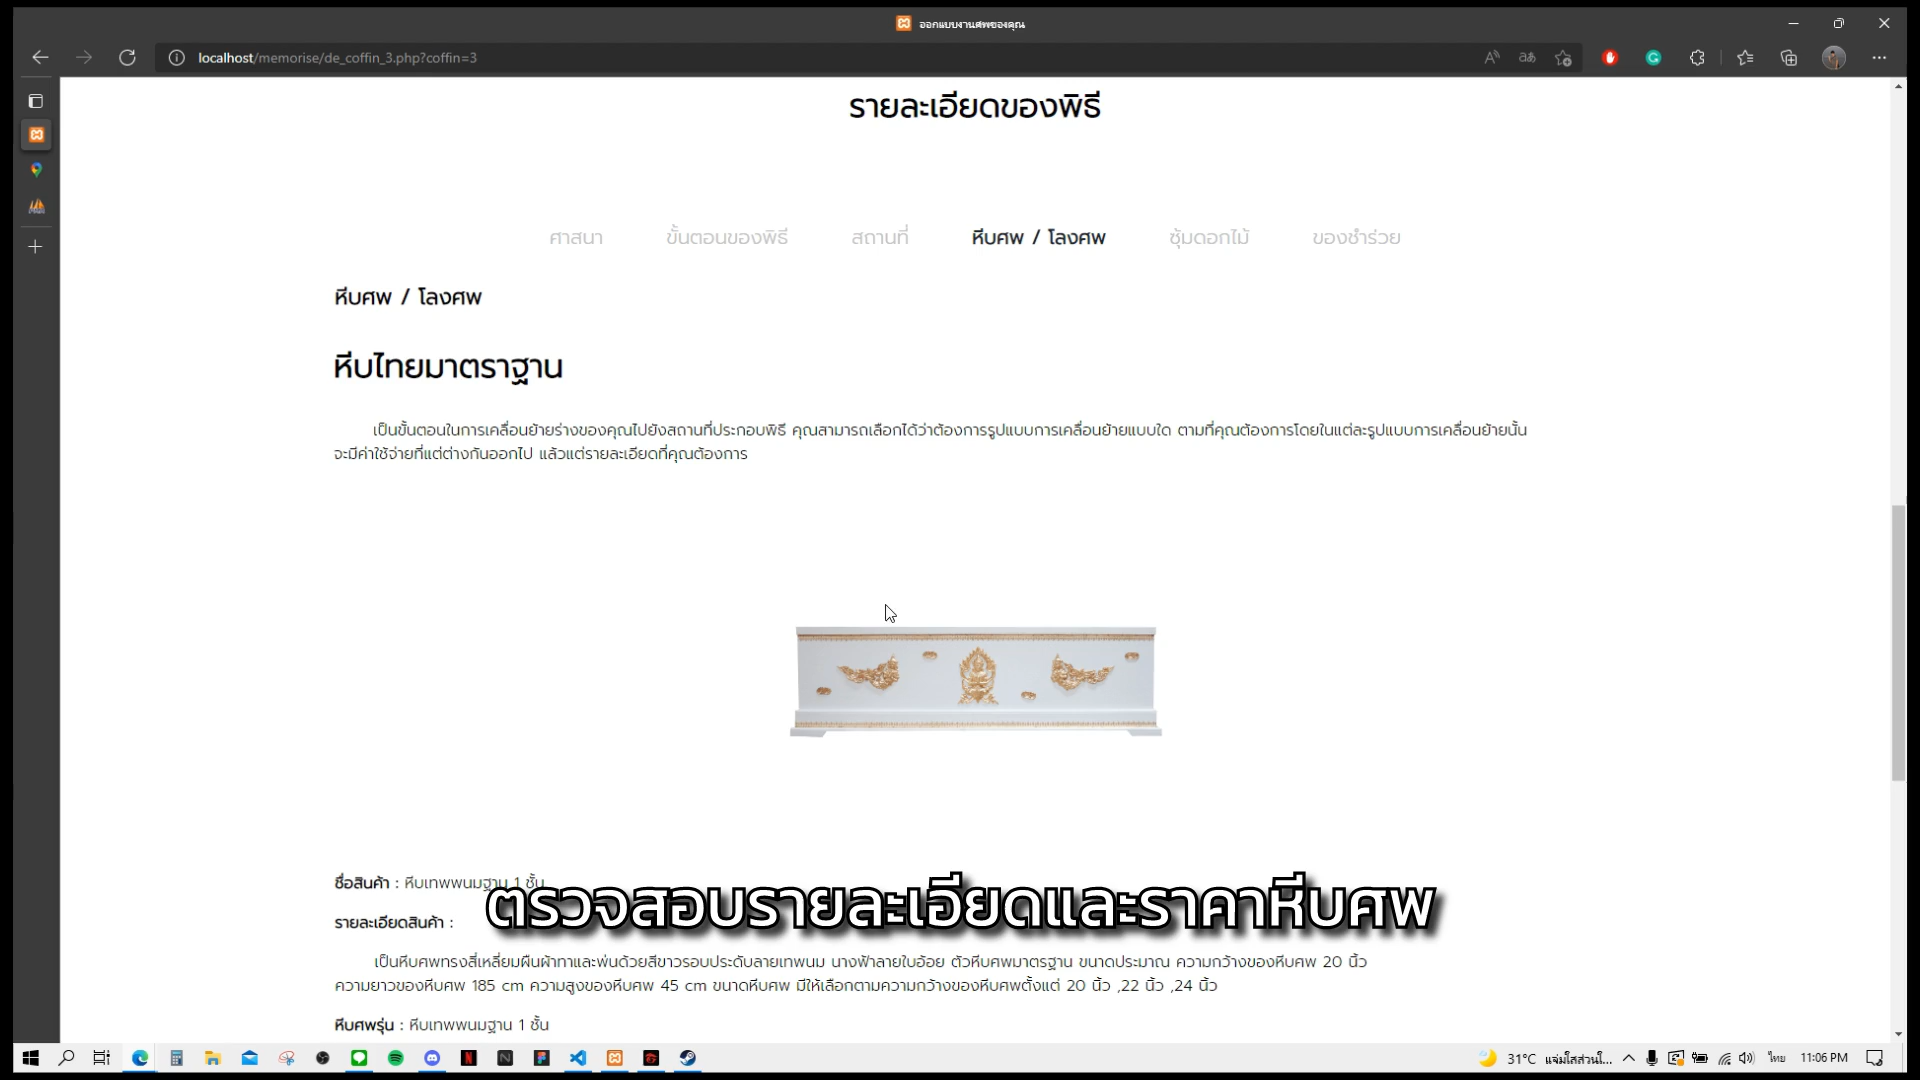 ออกแบบงานศพของคุณ
localhost/memorise/de_coffin_3.php?coffin=3
รายละเอียดของพิธี
ศาสนา ขั้นตอนของพิธี สถานที่ หีบศพ / โลงศพ ซุ้มดอกไม้ ของชำร่วย
หีบศพ / โลงศพ
หีบไทยมาตราฐาน
เป็นขั้นตอนในการเคลื่อนย้ายร่างของคุณไปยังสถานที่ประกอบพิธี คุณสามารถเลือกได้ว่าต้องการรูปแบบการเคลื่อนย้ายแบบใด ตามที่คุณต้องการโดยในแต่ละรูปแบบการเคลื่อนย้ายนั้น
จะมีค่าใช้จ่ายที่แต่ต่างกันออกไป แล้วแต่รายละเอียดที่คุณต้องการ
ชื่อสินค้า : หีบเทพพนมฐาน 1 ชั้น
ตรวจสอบรายละเอียดและราคาหีบศพ
รายละเอียดสินค้า :
เป็นหีบศพทรงสี่เหลี่ยมผืนผ้าทาและพ่นด้วยสีขาวรอบประดับลายเทพนม นางฟ้าลายใบอ้อย ตัวหีบศพมาตรฐาน ขนาดประมาณ ความกว้างของหีบศพ 20 นิ้ว
ความยาวของหีบศพ 185 cm ความสูงของหีบศพ 45 cm ขนาดหีบศพ มีให้เลือกตามความกว้างของหีบศพตั้งแต่ 20 นิ้ว ,22 นิ้ว ,24 นิ้ว
หีบศพรุ่น : หีบเทพพนมฐาน 1 ชั้น
31°C แจ่มใสส่วนใ... ไทย 11:06 PM